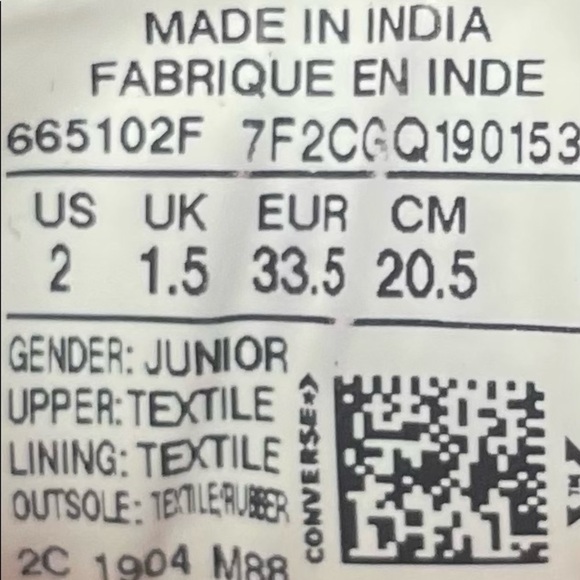 MADE IN INDIA
FABRIQUE EN INDE
665102F 7F2CGQ190153
US UK EUR CM
2 1.5 33.5 20.5
GENDER: JUNIOR
UPPER: TEXTILE
LINING: TEXTILE
OUTSOLE: TEXTILE/RUBBER
CONVERSE
2C 1904 M88